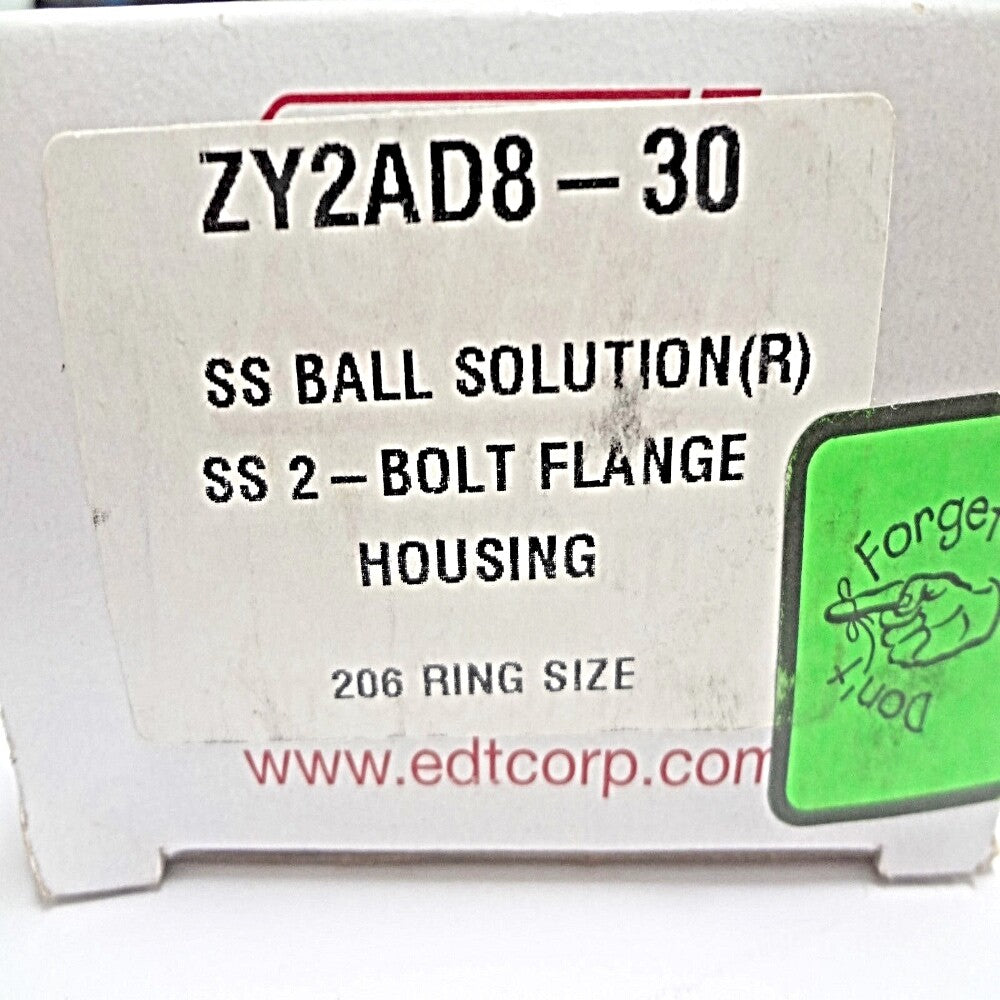 ZY2AD8-30
SS BALL SOLUTION(R)
SS 2-BOLT FLANGE
HOUSING
206 RING SIZE
www.edtcorp.com
Don't
Forget